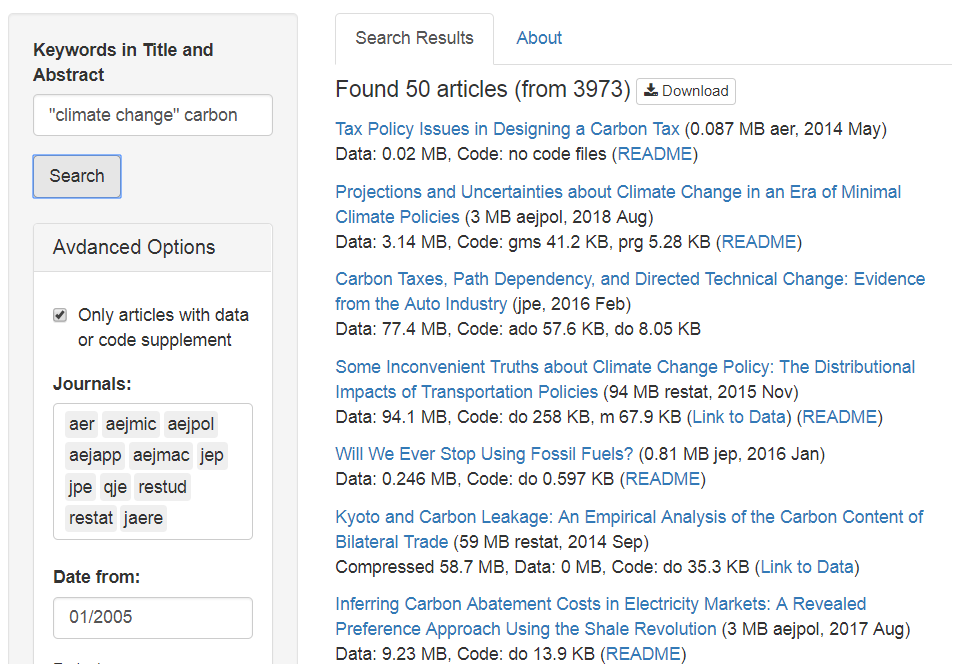 Keywords in Title and
Abstract
"climate change" carbon
Search
Avdanced Options
Only articles with data
or code supplement
Journals:
aer aejmic aejpol
aejapp aejmac jep
jpe qje restud
restat jaere
Date from:
01/2005
Search Results About
Found 50 articles (from 3973) Download
Tax Policy Issues in Designing a Carbon Tax (0.087 MB aer, 2014 May)
Data: 0.02 MB, Code: no code files (README)
Projections and Uncertainties about Climate Change in an Era of Minimal
Climate Policies (3 MB aejpol, 2018 Aug)
Data: 3.14 MB, Code: gms 41.2 KB, prg 5.28 KB (README)
Carbon Taxes, Path Dependency, and Directed Technical Change: Evidence
from the Auto Industry (jpe, 2016 Feb)
Data: 77.4 MB, Code: ado 57.6 KB, do 8.05 KB
Some Inconvenient Truths about Climate Change Policy: The Distributional
Impacts of Transportation Policies (94 MB restat, 2015 Nov)
Data: 94.1 MB, Code: do 258 KB, m 67.9 KB (Link to Data) (README)
Will We Ever Stop Using Fossil Fuels? (0.81 MB jep, 2016 Jan)
Data: 0.246 MB, Code: do 0.597 KB (README)
Kyoto and Carbon Leakage: An Empirical Analysis of the Carbon Content of
Bilateral Trade (59 MB restat, 2014 Sep)
Compressed 58.7 MB, Data: 0 MB, Code: do 35.3 KB (Link to Data)
Inferring Carbon Abatement Costs in Electricity Markets: A Revealed
Preference Approach Using the Shale Revolution (3 MB aejpol, 2017 Aug)
Data: 9.23 MB, Code: do 13.9 KB (README)